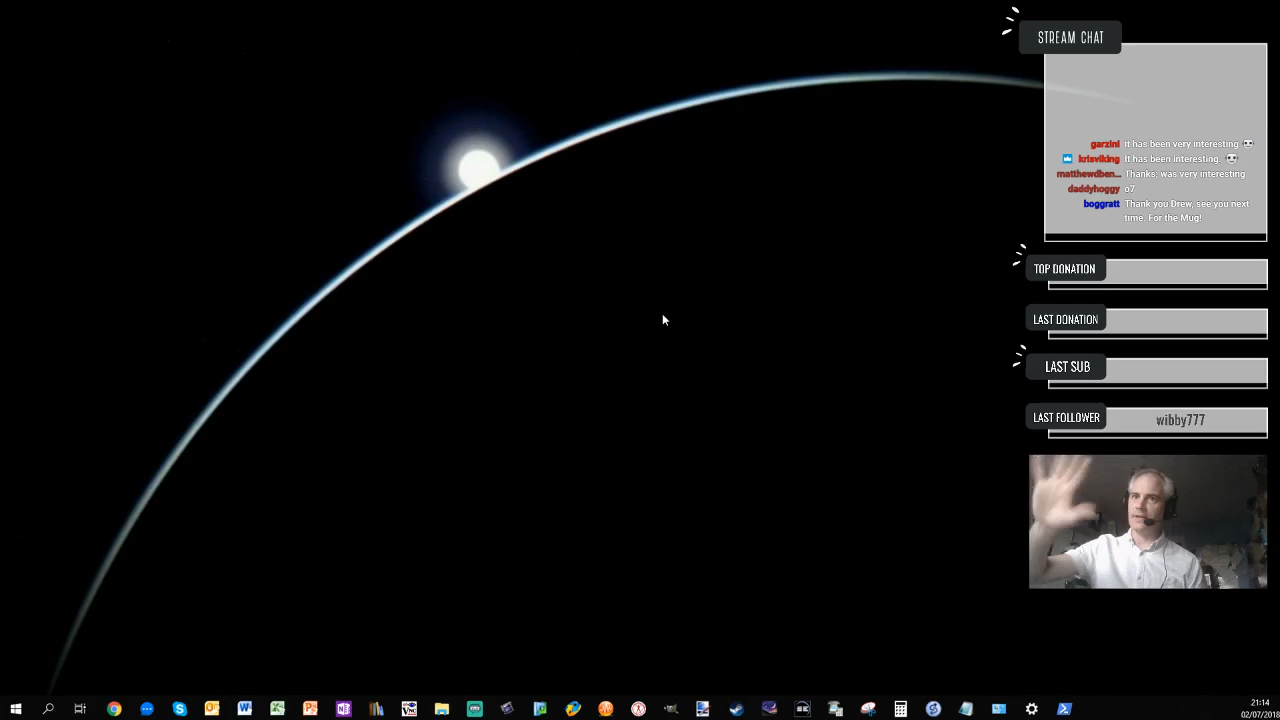 STREAM CHAT
garzini it has been very interesting
krisviking It has been interesting.
matthewdben... Thanks; was very interesting
daddyhoggy o7
boggratt Thank you Drew, see you next
time. For the Mug!
TOP DONATION
LAST DONATION
LAST SUB
LAST FOLLOWER wibby777
21:14
02/07/2018